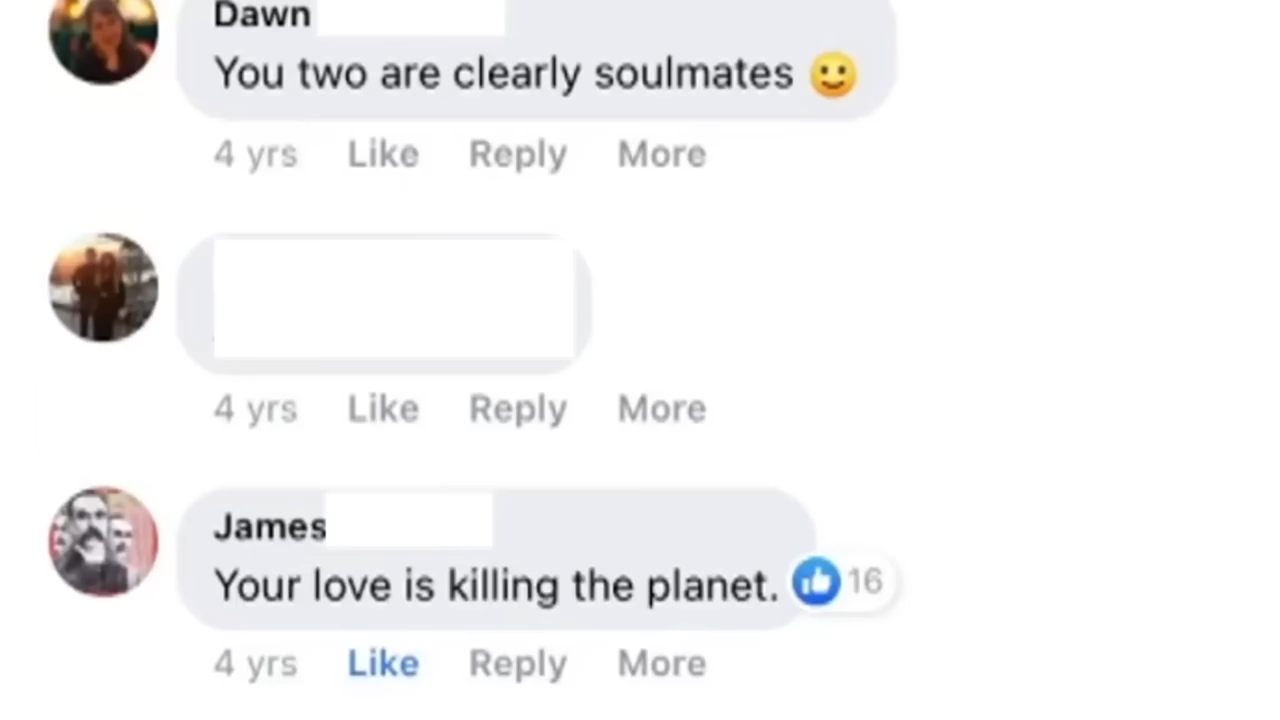 Dawn
You two are clearly soulmates 🙂
4 yrs Like Reply More
4 yrs Like Reply More
James
Your love is killing the planet. 16
4 yrs Like Reply More